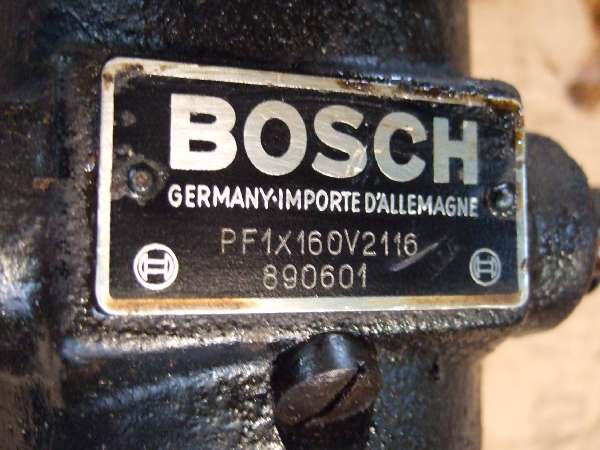 BOSCH
GERMANY·IMPORTE D'ALLEMAGNE
PF1X160V2116
890601